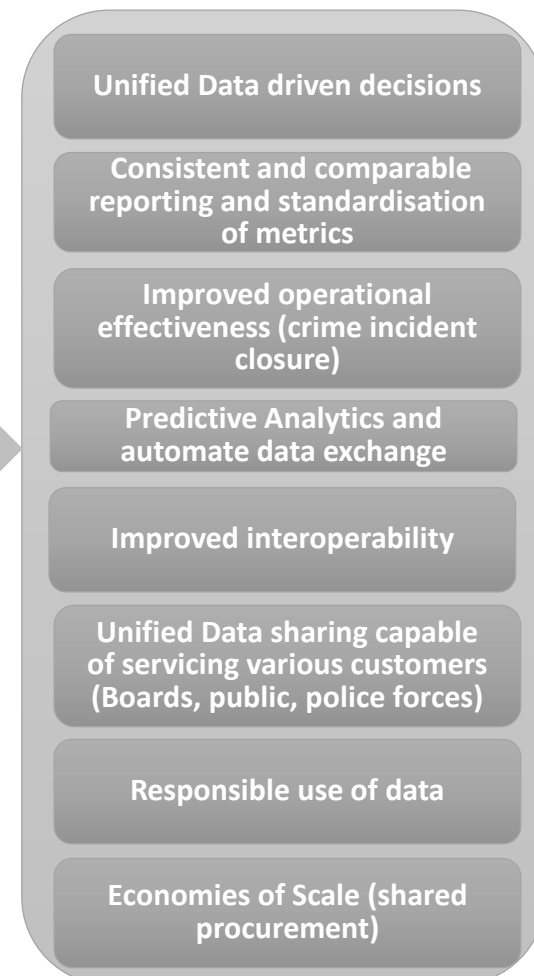 Unified Data driven decisions
Consistent and comparable
reporting and standardisation
of metrics
Improved operational
effectiveness (crime incident
closure)
Predictive Analytics and
automate data exchange
Improved interoperability
Unified Data sharing capable
of servicing various customers
(Boards, public, police forces)
Responsible use of data
Economies of Scale (shared
procurement)